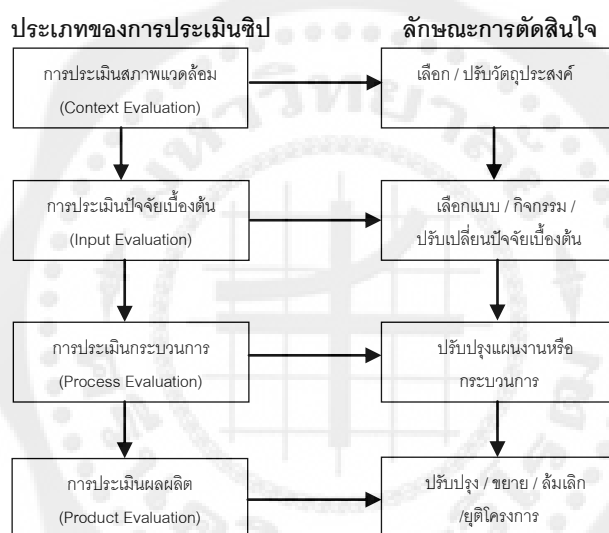 ประเภทของการประเมินซิป
ลักษณะการตัดสินใจ
การประเมินสภาพแวดล้อม
(Context Evaluation)
เลือก / ปรับวัตถุประสงค์
การประเมินปัจจัยเบื้องต้น
(Input Evaluation)
เลือกแบบ / กิจกรรม /
ปรับเปลี่ยนปัจจัยเบื้องต้น
การประเมินกระบวนการ
(Process Evaluation)
ปรับปรุงแผนงานหรือ
กระบวนการ
การประเมินผลผลิต
(Product Evaluation)
ปรับปรุง / ขยาย / ล้มเลิก
/ยุติโครงการ